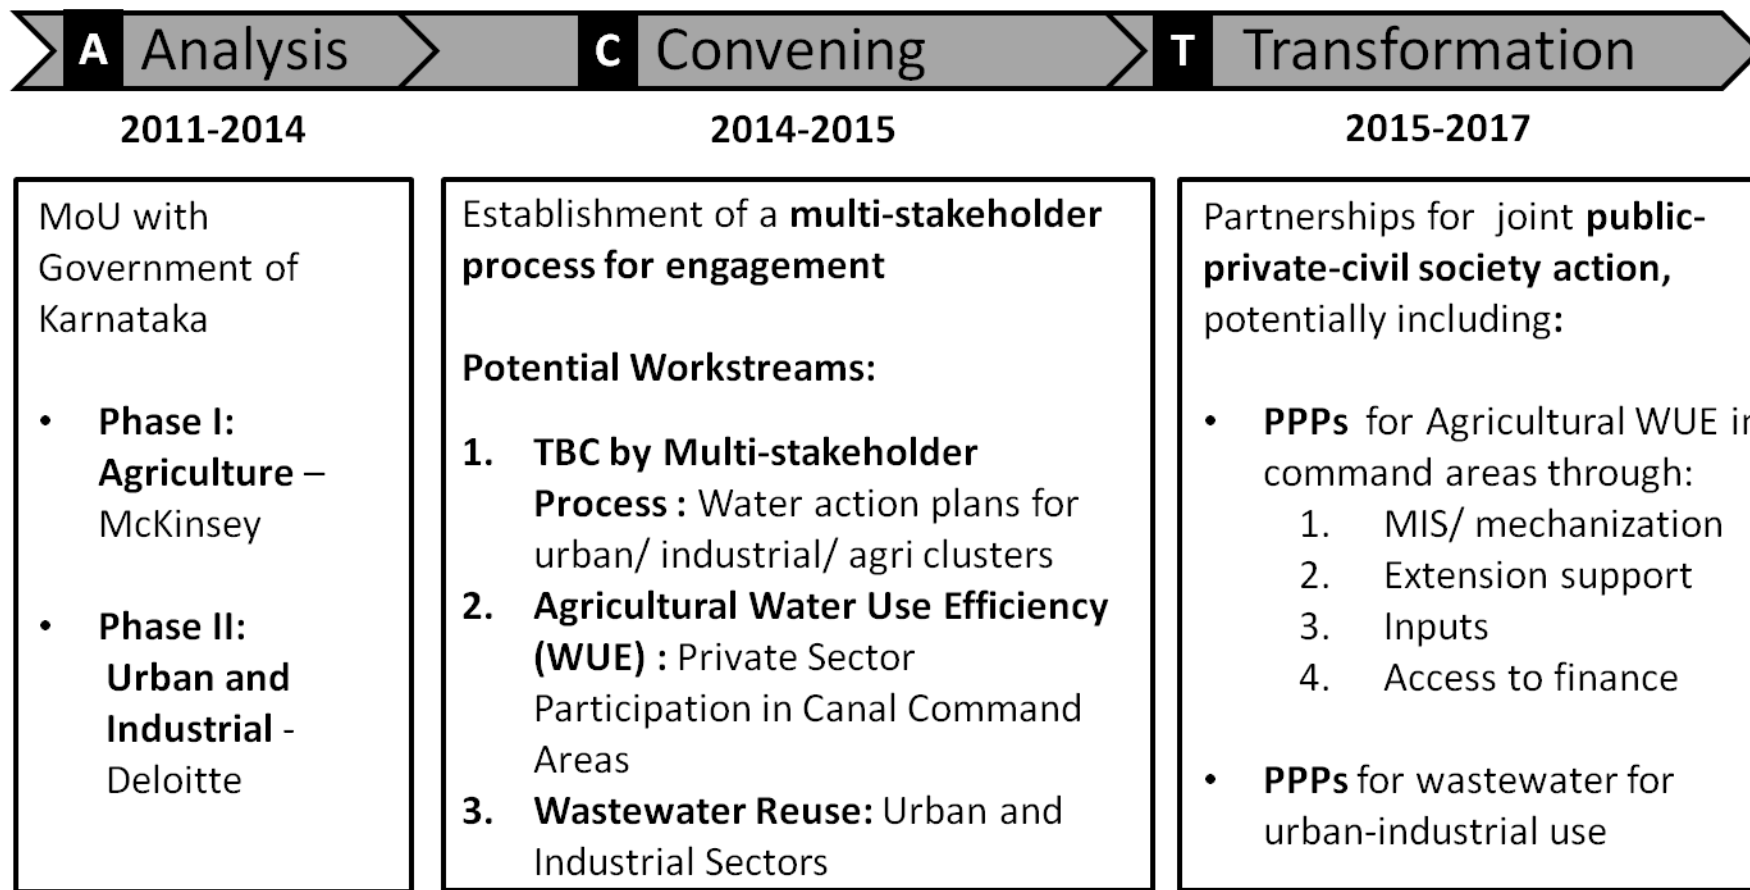 A Analysis
C Convening
T Transformation
2011-2014
2014-2015
2015-2017
MoU with
Government of
Karnataka
• Phase I:
Agriculture –
McKinsey
• Phase II:
Urban and
Industrial -
Deloitte
Establishment of a multi-stakeholder
process for engagement
Potential Workstreams:
1. TBC by Multi-stakeholder
Process : Water action plans for
urban/ industrial/ agri clusters
2. Agricultural Water Use Efficiency
(WUE) : Private Sector
Participation in Canal Command
Areas
3. Wastewater Reuse: Urban and
Industrial Sectors
Partnerships for joint public-
private-civil society action,
potentially including:
• PPPs for Agricultural WUE in
command areas through:
1. MIS/ mechanization
2. Extension support
3. Inputs
4. Access to finance
• PPPs for wastewater for
urban-industrial use